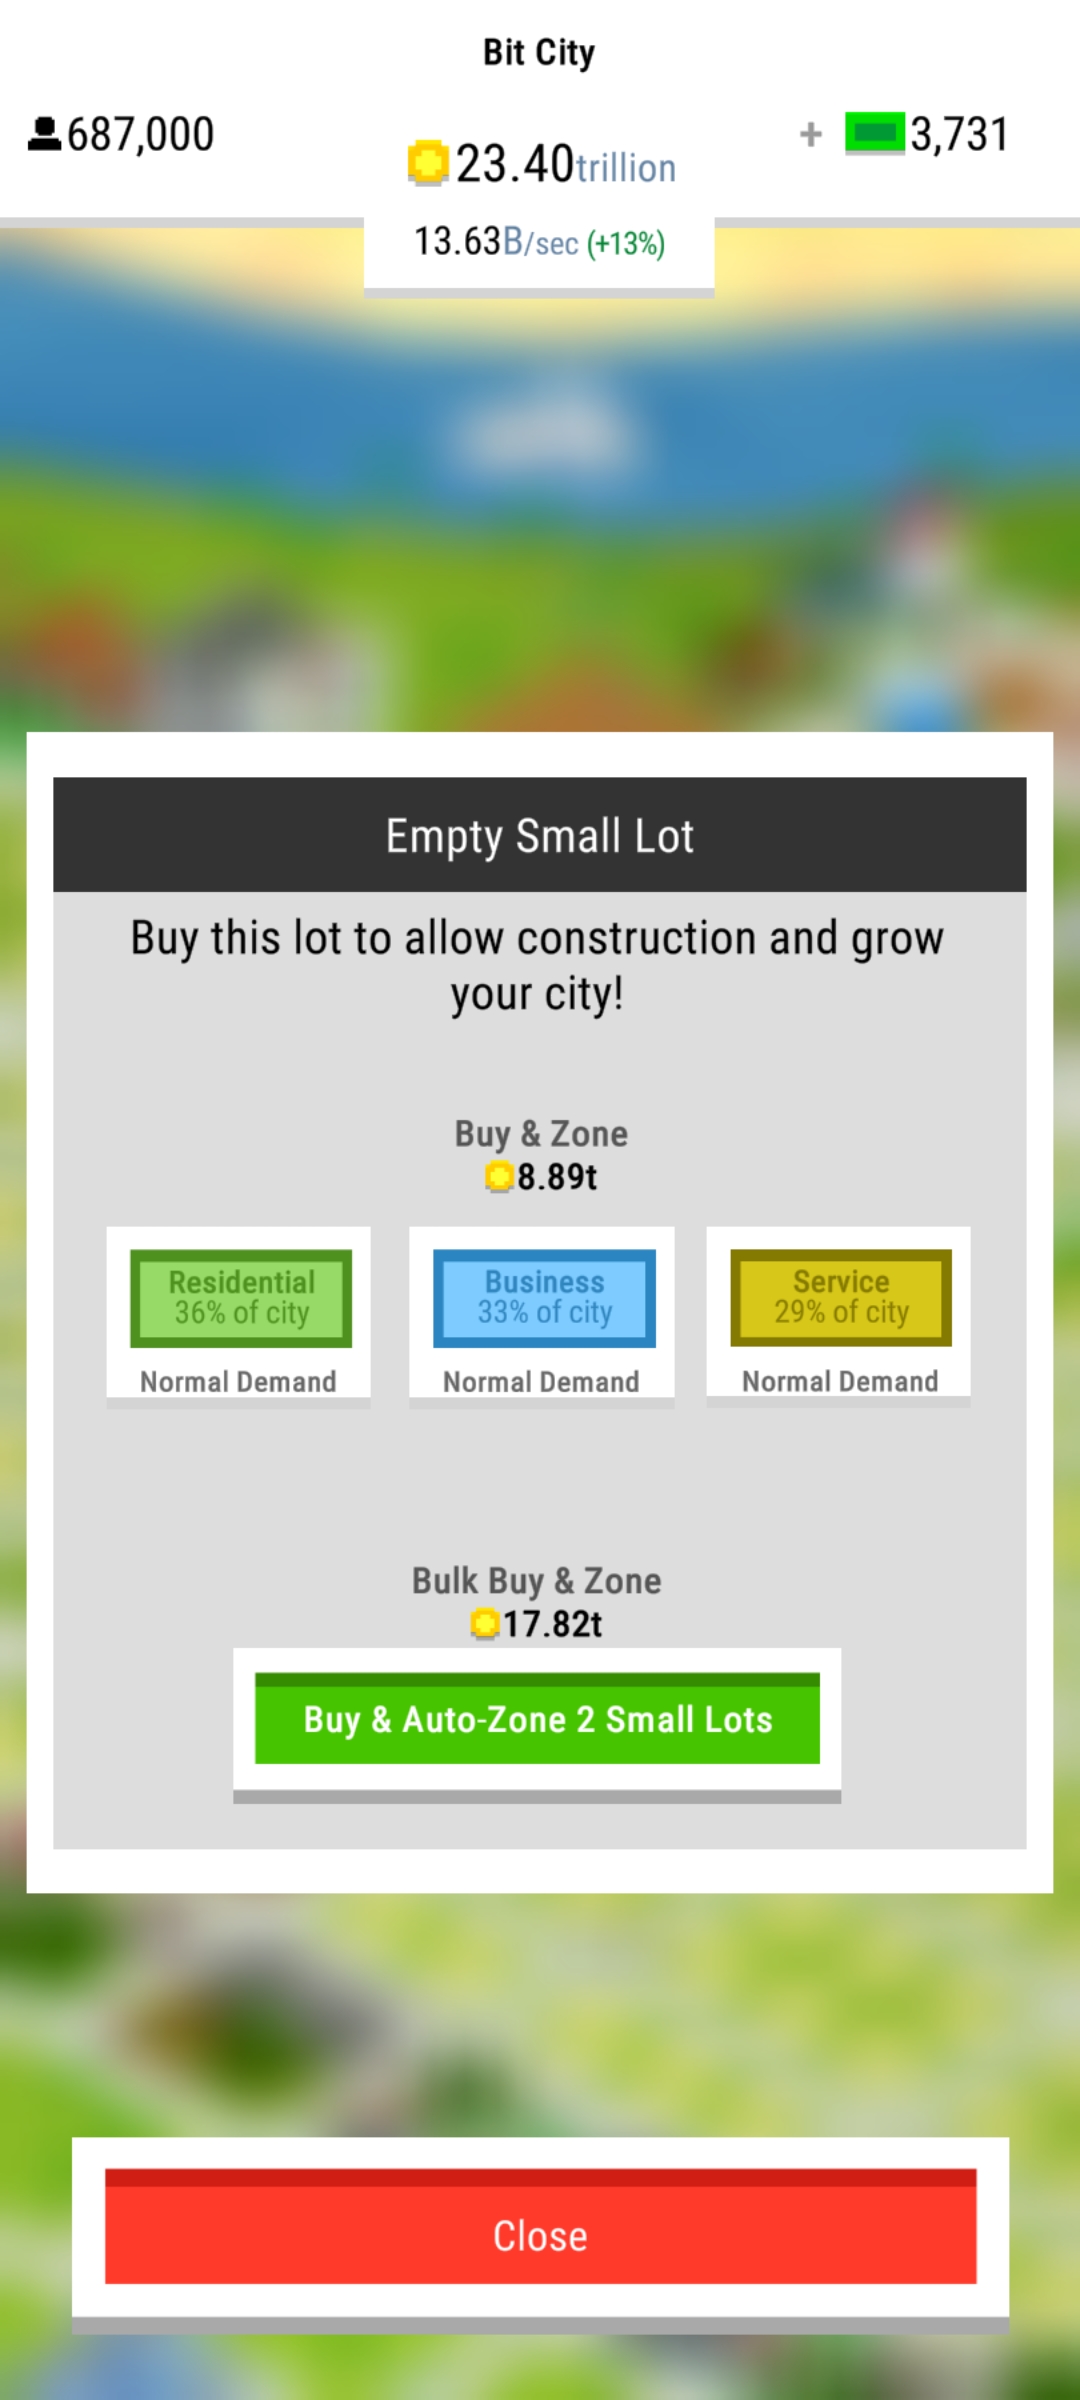 Bit City
687,000
23.40trillion
+ 3,731
13.63B/sec (+13%)
Empty Small Lot
Buy this lot to allow construction and grow
your city!
Buy & Zone
8.89t
Residential
36% of city
Normal Demand
Business
33% of city
Normal Demand
Service
29% of city
Normal Demand
Bulk Buy & Zone
17.82t
Buy & Auto-Zone 2 Small Lots
Close